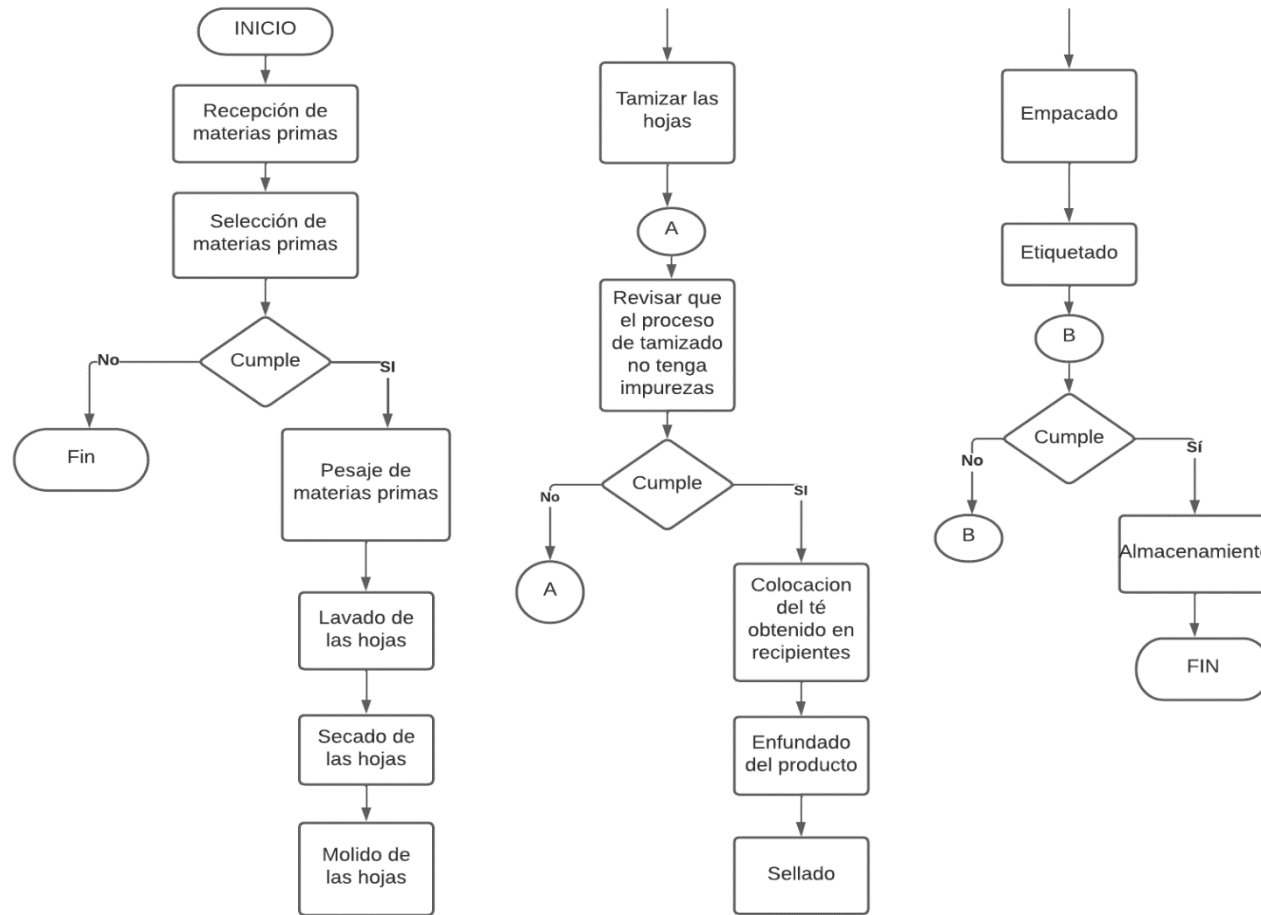 INICIO
Recepción de
materias primas
Selección de
materias primas
Cumple
No
SI
Fin
Pesaje de
materias primas
Lavado de
las hojas
Secado de
las hojas
Molido de
las hojas
Tamizar las
hojas
A
Revisar que
el proceso
de tamizado
no tenga
impurezas
Cumple
No
SI
A
Colocacion
del té
obtenido en
recipientes
Enfundado
del producto
Sellado
Empacado
Etiquetado
B
Cumple
No
Sí
B
Almacenamiento
FIN